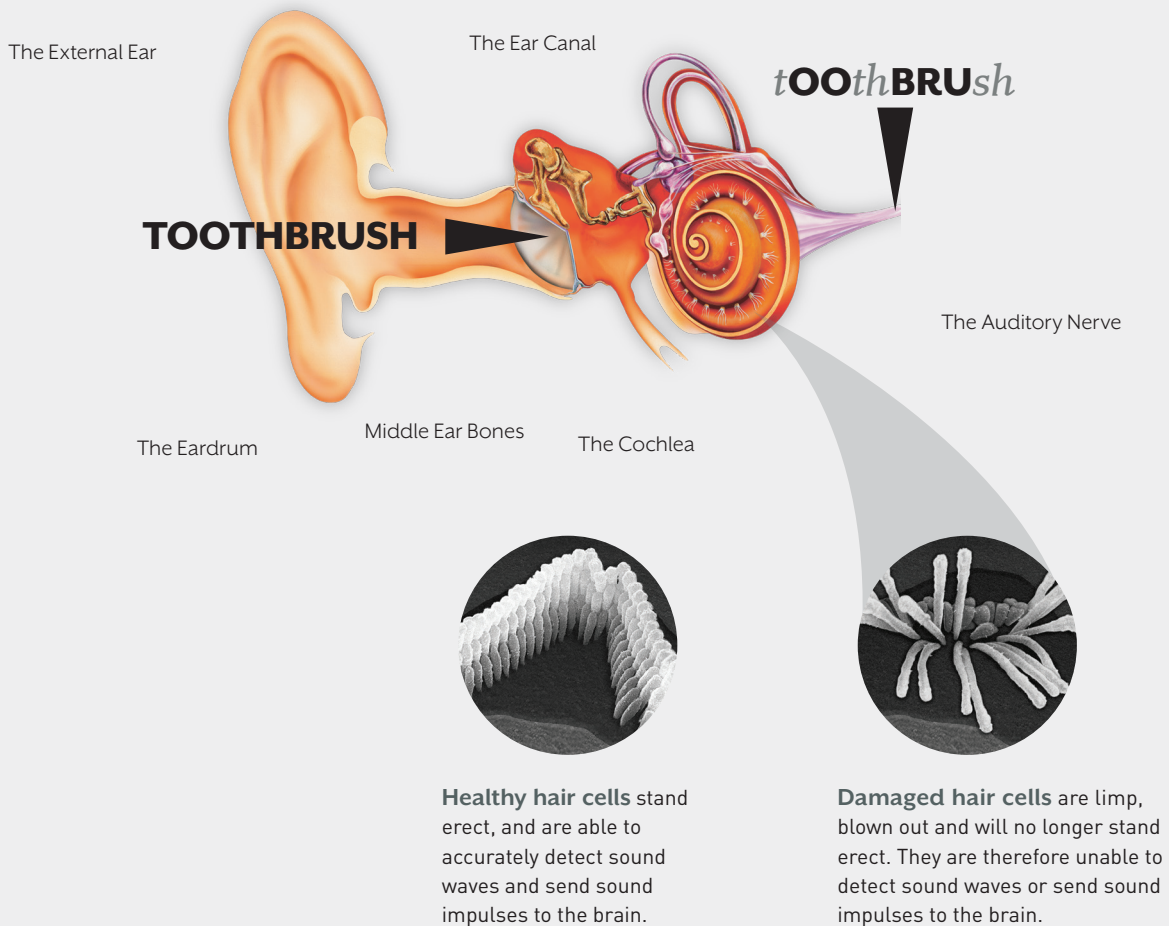 The External Ear
The Ear Canal
tOOthBRUsh
TOOTHBRUSH
The Auditory Nerve
The Eardrum
Middle Ear Bones
The Cochlea
Healthy hair cells stand
erect, and are able to
accurately detect sound
waves and send sound
impulses to the brain.
Damaged hair cells are limp,
blown out and will no longer stand
erect. They are therefore unable to
detect sound waves or send sound
impulses to the brain.